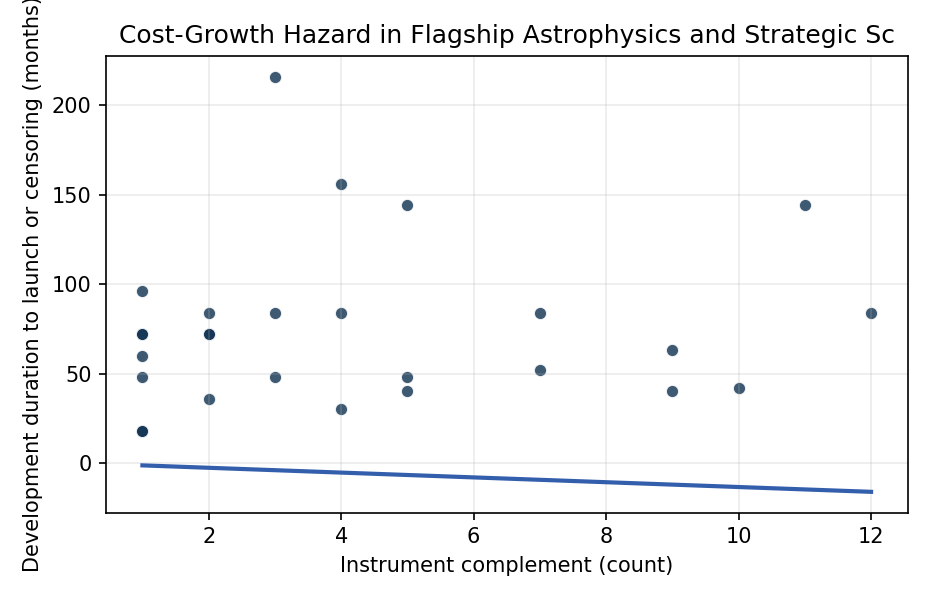 Cost-Growth Hazard in Flagship Astrophysics and Strategic Sc
Development duration to launch or censoring (months)
200
150
100
50
0
2 4 6 8 10 12
Instrument complement (count)